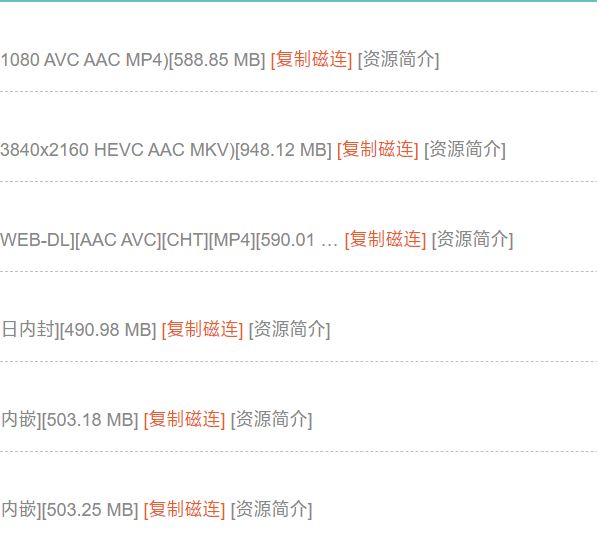 1080 AVC AAC MP4)[588.85 MB] [复制磁连] [资源简介]
3840x2160 HEVC AAC MKV)[948.12 MB] [复制磁连] [资源简介]
WEB-DL][AAC AVC][CHT][MP4][590.01 ... [复制磁连] [资源简介]
日内封][490.98 MB] [复制磁连] [资源简介]
内嵌][503.18 MB] [复制磁连] [资源简介]
内嵌][503.25 MB] [复制磁连] [资源简介]